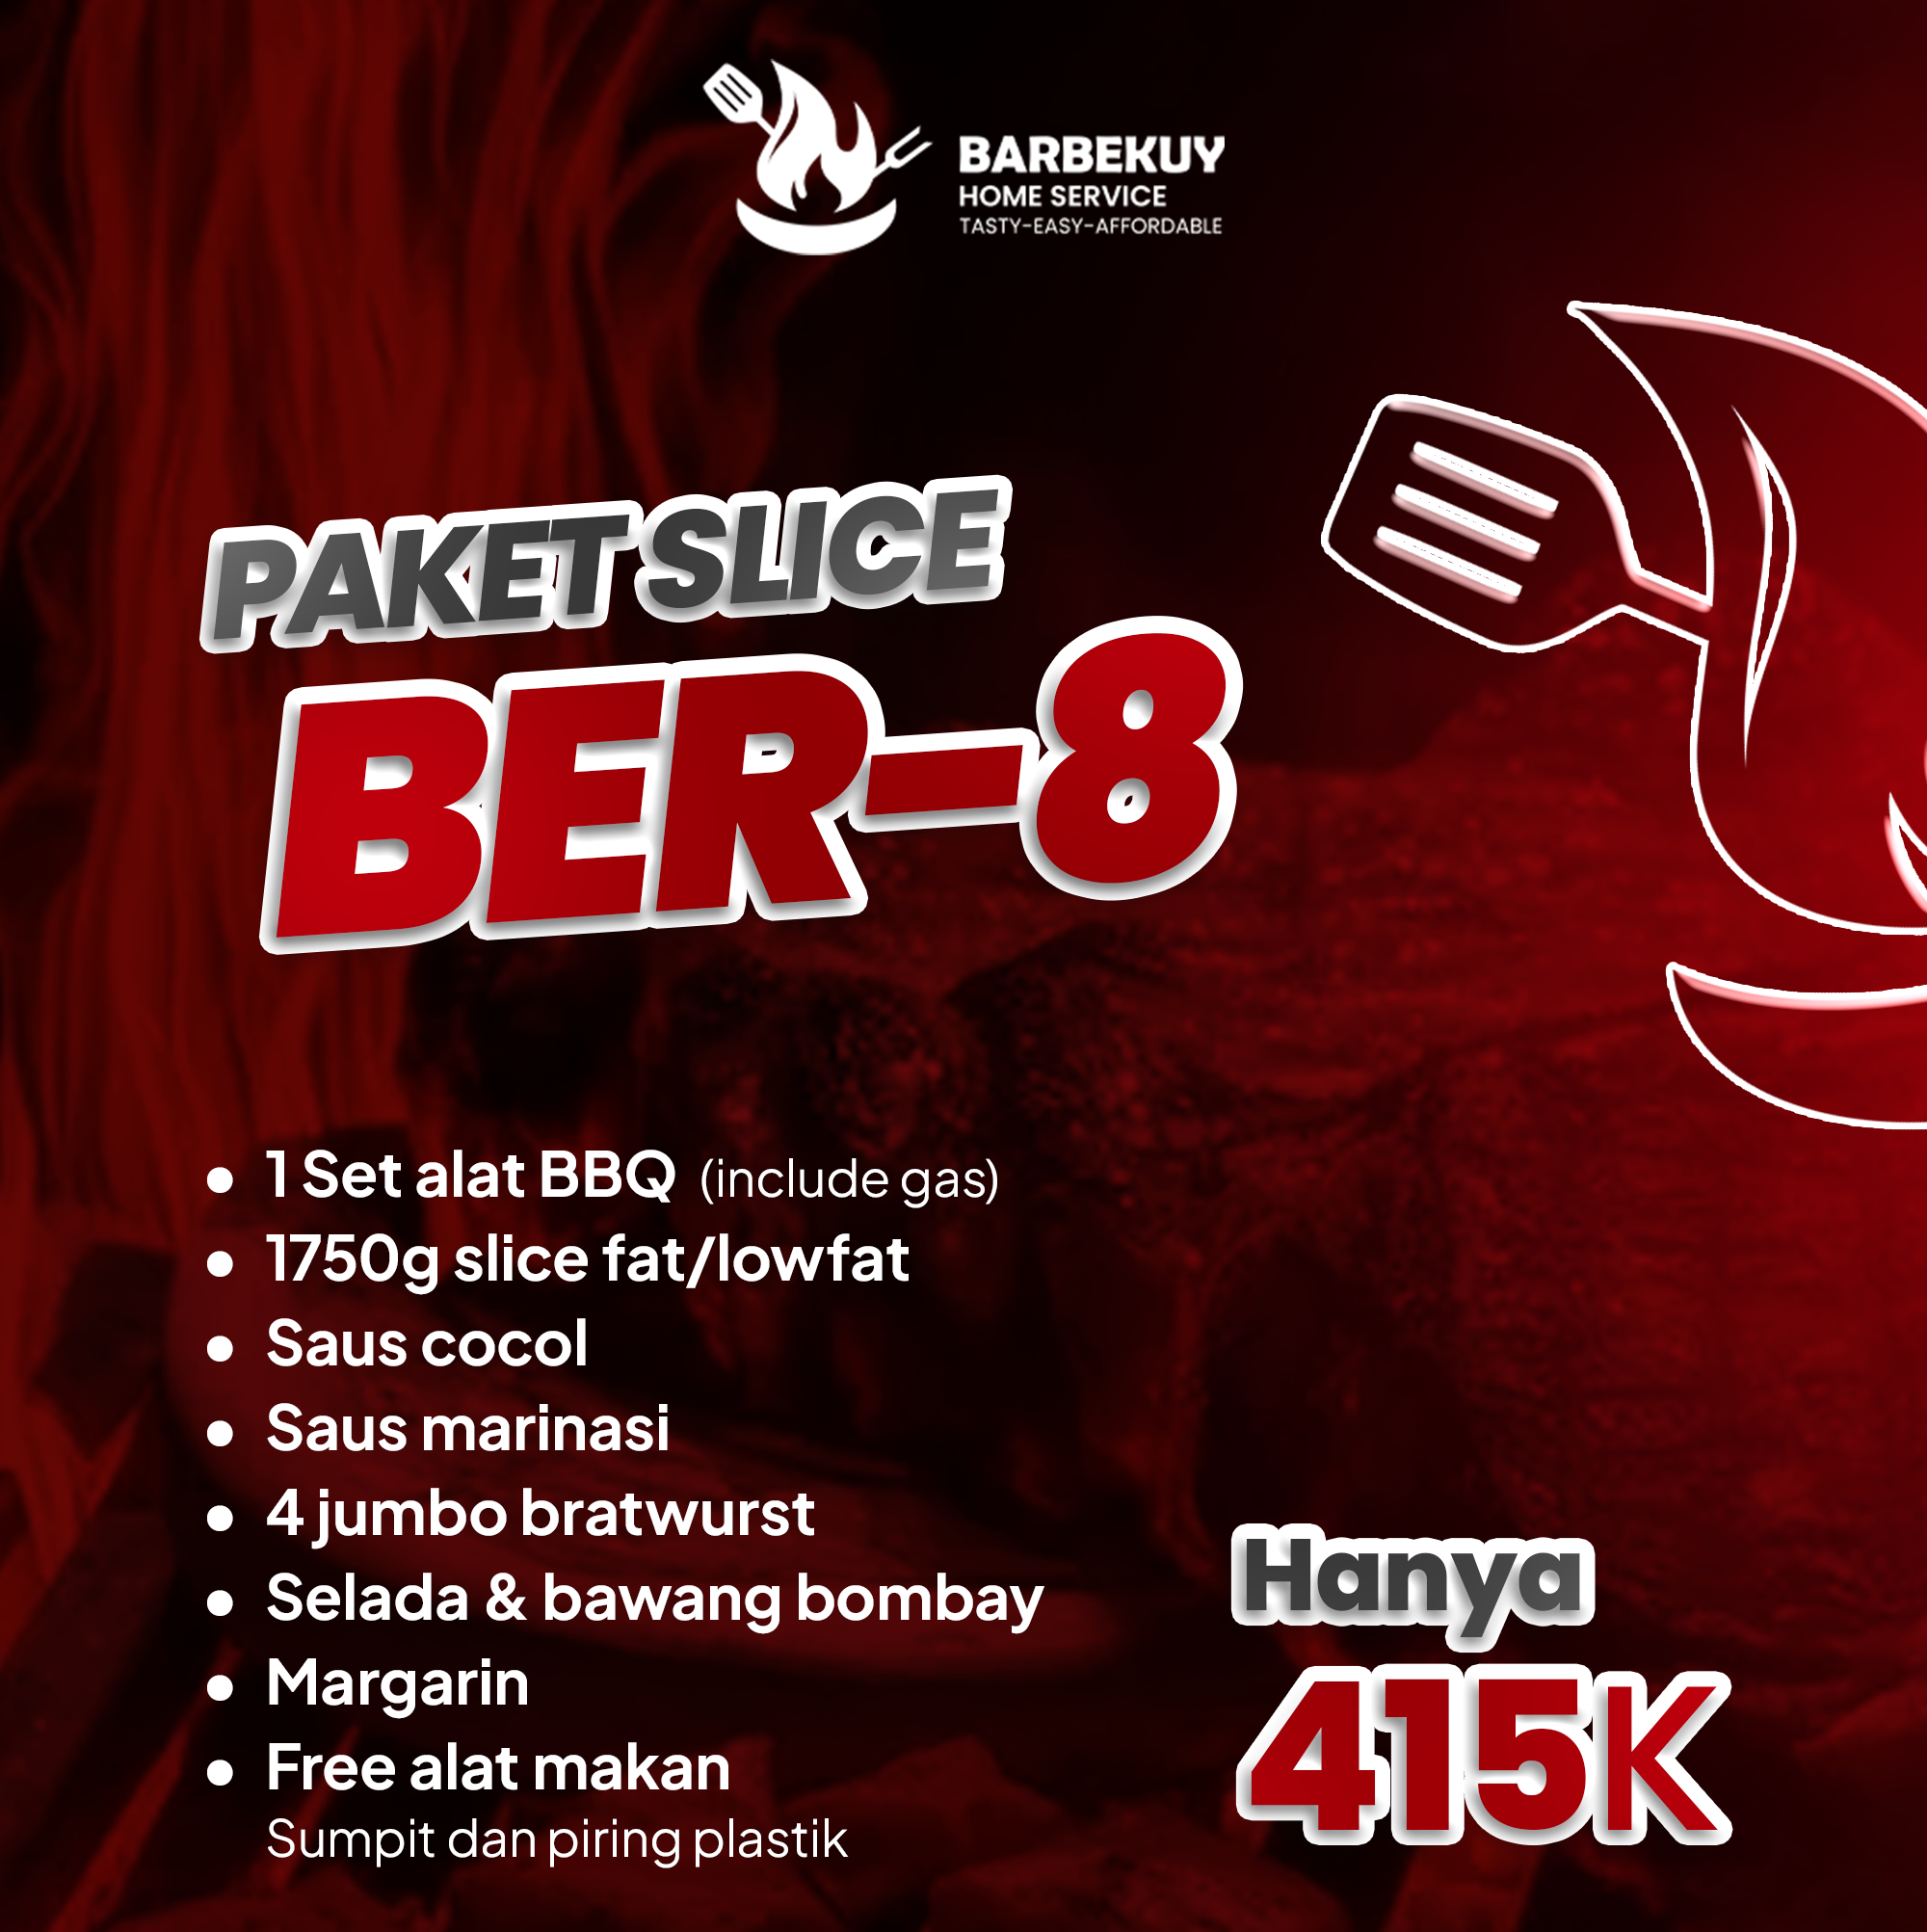 BARBEKUY
HOME SERVICE
TASTY-EASY-AFFORDABLE
PAKET SLICE
BER-8
• 1 Set alat BBQ (include gas)
• 1750g slice fat/lowfat
• Saus cocol
• Saus marinasi
• 4 jumbo bratwurst
• Selada & bawang bombay
• Margarin
• Free alat makan
Sumpit dan piring plastik
Hanya
415K